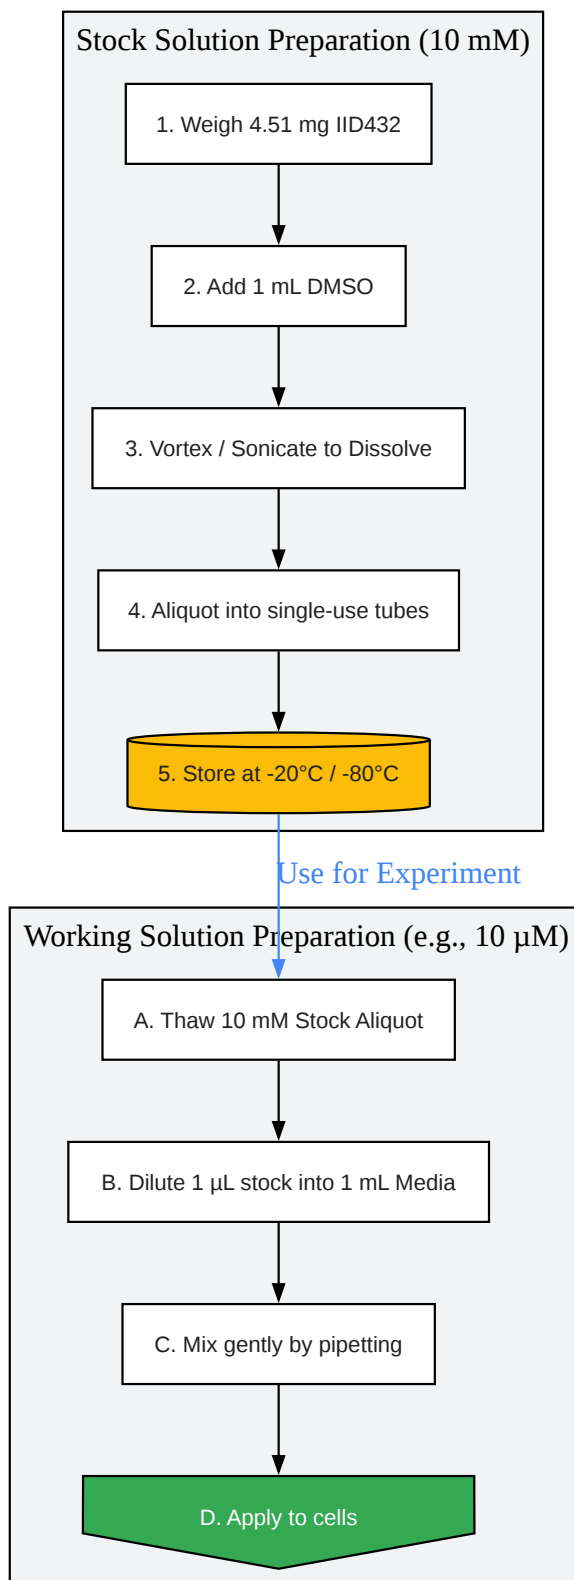 Stock Solution Preparation (10 mM)
1. Weigh 4.51 mg IID432
2. Add 1 mL DMSO
3. Vortex / Sonicate to Dissolve
4. Aliquot into single-use tubes
5. Store at -20°C / -80°C
Use for Experiment
Working Solution Preparation (e.g., 10 µM)
A. Thaw 10 mM Stock Aliquot
B. Dilute 1 µL stock into 1 mL Media
C. Mix gently by pipetting
D. Apply to cells